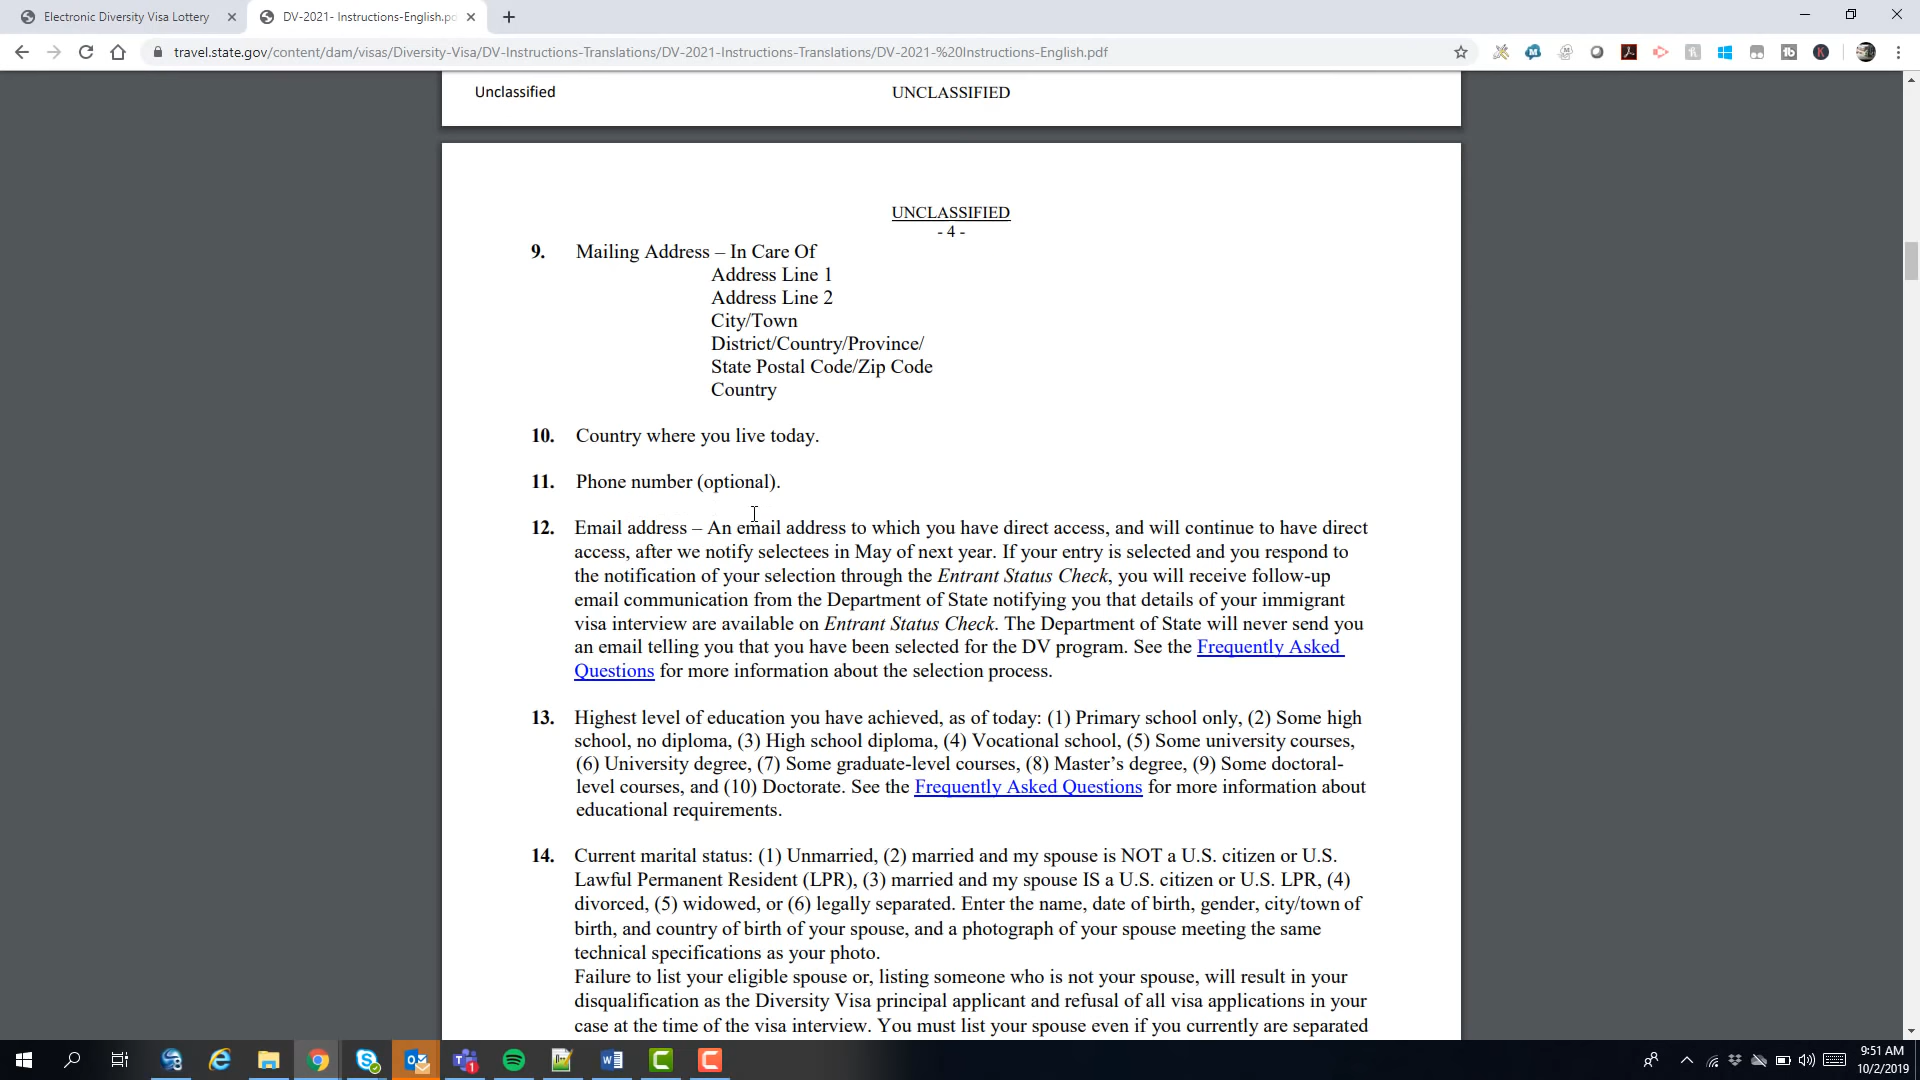 Electronic Diversity Visa Lottery
DV-2021- Instructions-English.pd
travel.state.gov/content/dam/visas/Diversity-Visa/DV-Instructions-Translations/DV-2021-Instructions-Translations/DV-2021-%20Instructions-English.pdf
Unclassified UNCLASSIFIED
UNCLASSIFIED
- 4 -
9. Mailing Address – In Care Of
Address Line 1
Address Line 2
City/Town
District/Country/Province/
State Postal Code/Zip Code
Country
10. Country where you live today.
11. Phone number (optional).
12. Email address – An email address to which you have direct access, and will continue to have direct
access, after we notify selectees in May of next year. If your entry is selected and you respond to
the notification of your selection through the Entrant Status Check, you will receive follow-up
email communication from the Department of State notifying you that details of your immigrant
visa interview are available on Entrant Status Check. The Department of State will never send you
an email telling you that you have been selected for the DV program. See the Frequently Asked
Questions for more information about the selection process.
13. Highest level of education you have achieved, as of today: (1) Primary school only, (2) Some high
school, no diploma, (3) High school diploma, (4) Vocational school, (5) Some university courses,
(6) University degree, (7) Some graduate-level courses, (8) Master’s degree, (9) Some doctoral-
level courses, and (10) Doctorate. See the Frequently Asked Questions for more information about
educational requirements.
14. Current marital status: (1) Unmarried, (2) married and my spouse is NOT a U.S. citizen or U.S.
Lawful Permanent Resident (LPR), (3) married and my spouse IS a U.S. citizen or U.S. LPR, (4)
divorced, (5) widowed, or (6) legally separated. Enter the name, date of birth, gender, city/town of
birth, and country of birth of your spouse, and a photograph of your spouse meeting the same
technical specifications as your photo.
Failure to list your eligible spouse or, listing someone who is not your spouse, will result in your
disqualification as the Diversity Visa principal applicant and refusal of all visa applications in your
case at the time of the visa interview. You must list your spouse even if you currently are separated
9:51 AM
10/2/2019